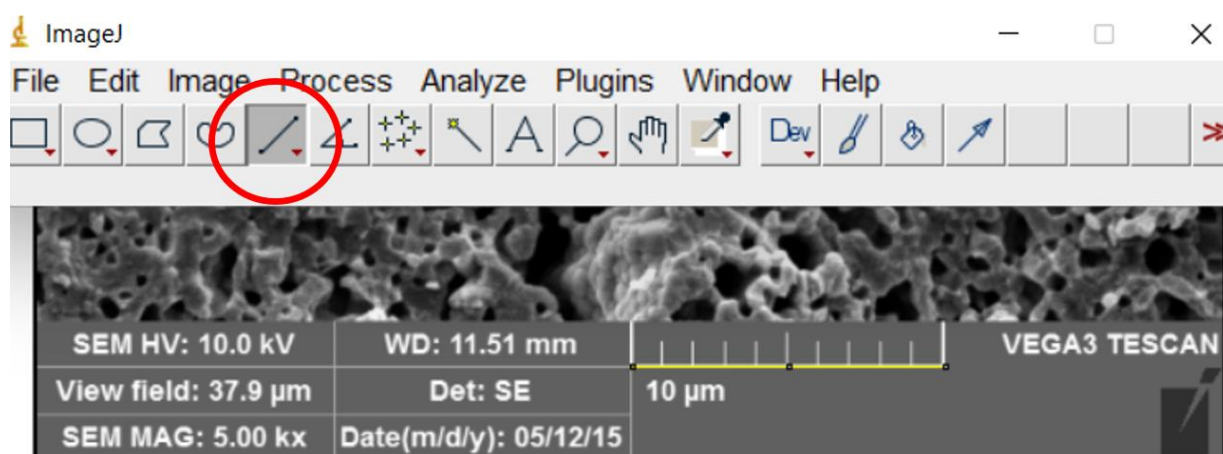 ImageJ
File Edit Image Process Analyze Plugins Window Help
A Dev
SEM HV: 10.0 kV WD: 11.51 mm VEGA3 TESCAN
View field: 37.9 µm Det: SE 10 µm
SEM MAG: 5.00 kx Date(m/d/y): 05/12/15